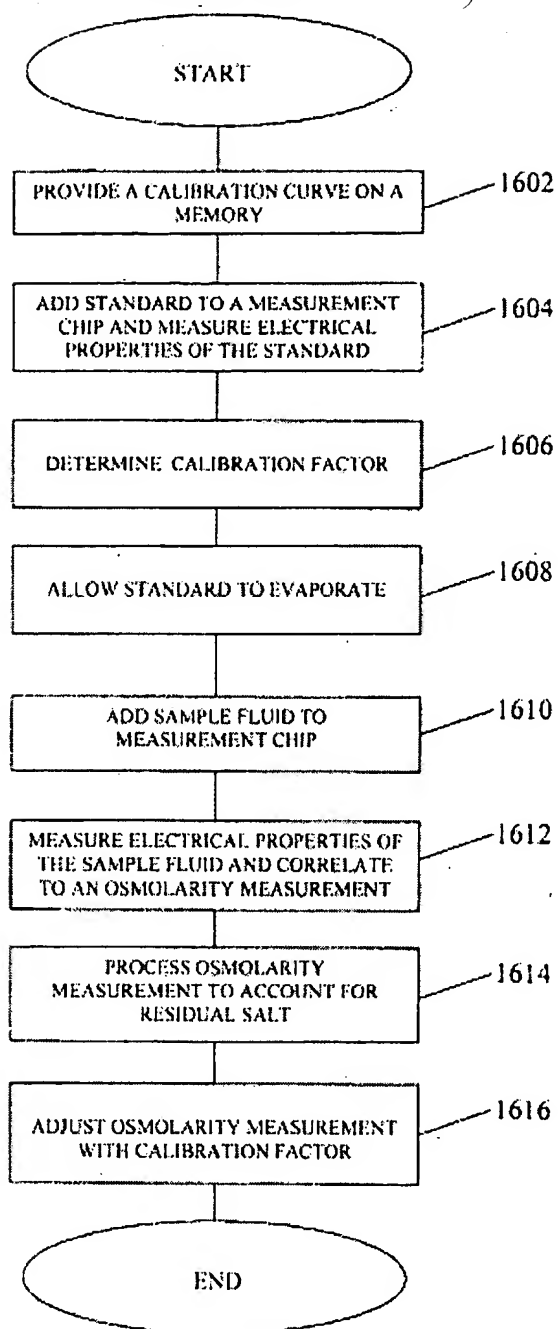 START
PROVIDE A CALIBRATION CURVE ON A
MEMORY
1602
ADD STANDARD TO A MEASUREMENT
CHIP AND MEASURE ELECTRICAL
PROPERTIES OF THE STANDARD
1604
DETERMINE CALIBRATION FACTOR
1606
ALLOW STANDARD TO EVAPORATE
1608
ADD SAMPLE FLUID TO
MEASUREMENT CHIP
1610
MEASURE ELECTRICAL PROPERTIES OF
THE SAMPLE FLUID AND CORRELATE
TO AN OSMOLARITY MEASUREMENT
1612
PROCESS OSMOLARITY
MEASUREMENT TO ACCOUNT FOR
RESIDUAL SALT
1614
ADJUST OSMOLARITY MEASUREMENT
WITH CALIBRATION FACTOR
1616
END